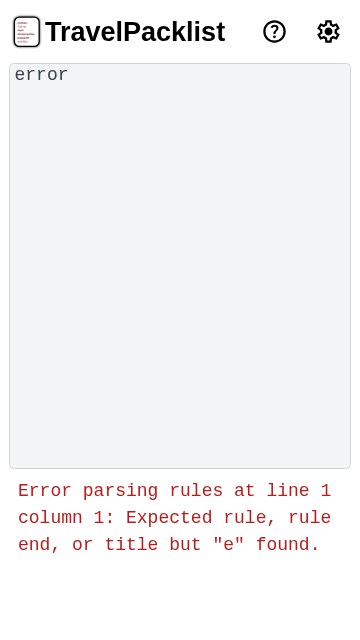 TravelPacklist
error
Error parsing rules at line 1
column 1: Expected rule, rule
end, or title but "e" found.